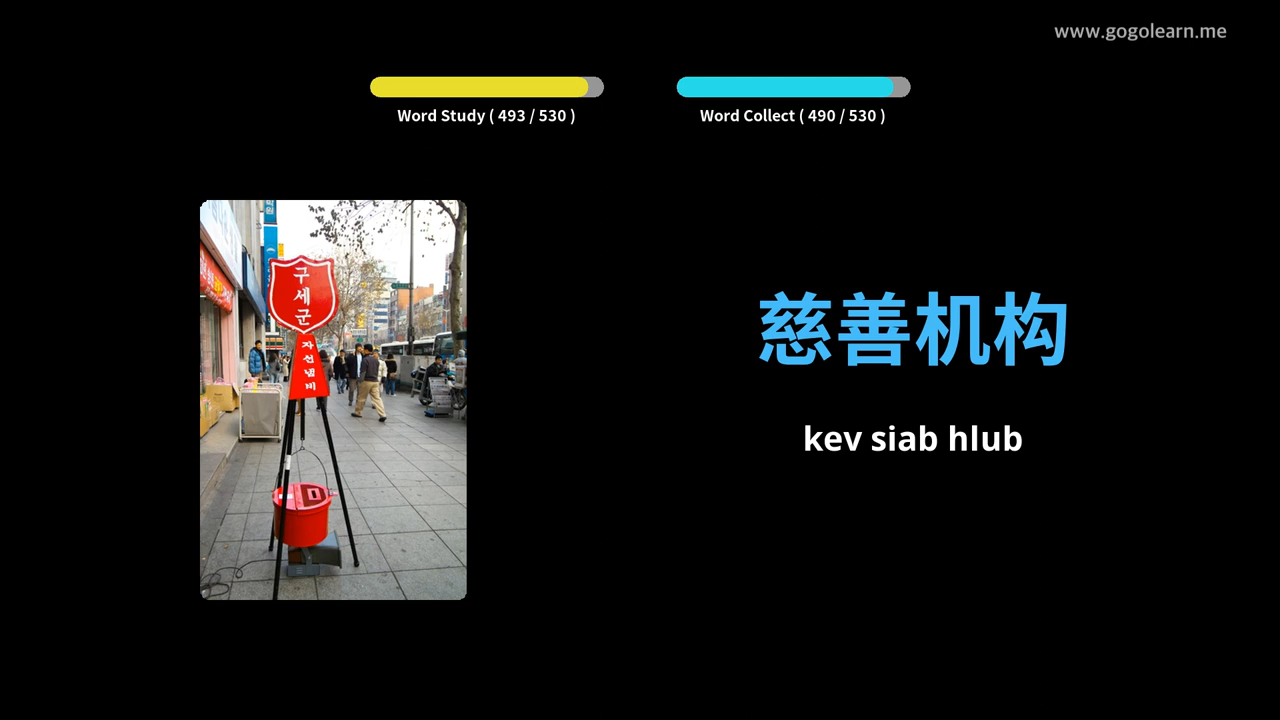 www.gogolearn.me
Word Study ( 493 / 530 )
Word Collect ( 490 / 530 )
구세군
자선냄비
慈善机构
kev siab hlub